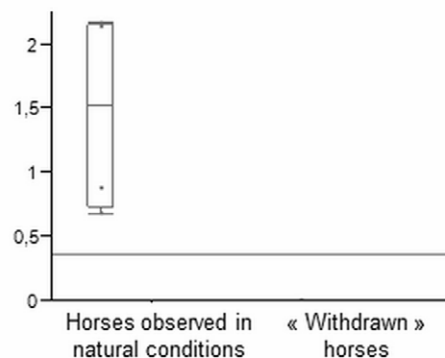 2
1,5
1
0,5
0
Horses observed in
natural conditions
« Withdrawn »
horses